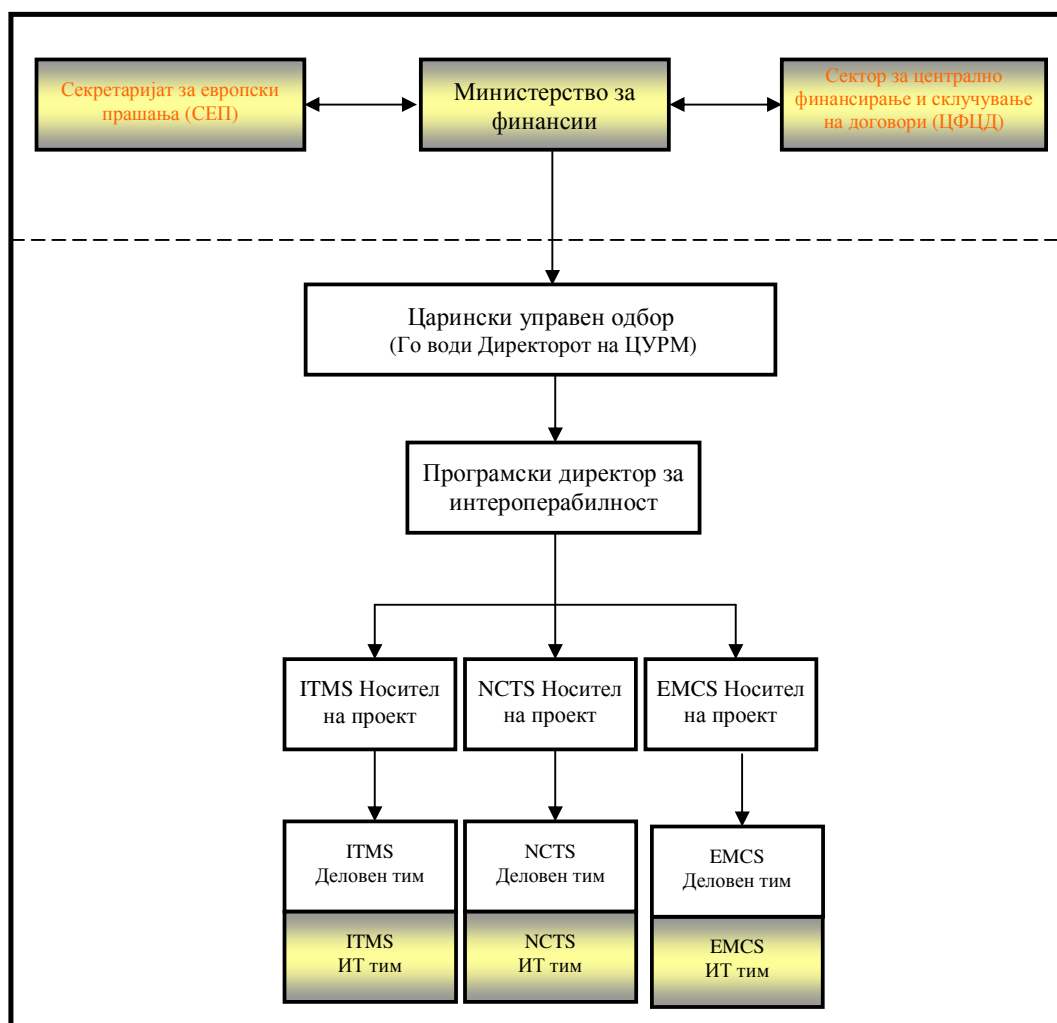 Секретаријат за европски
прашања (СЕП)
Министерство за
финансии
Сектор за централно
финансирање и склучување
на договори (ЦФЦД)
Царински управен одбор
(Го води Директорот на ЦУРМ)
Програмски директор за
интероперабилност
ITMS Носител
на проект
NCTS Носител
на проект
EMCS Носител
на проект
ITMS
Деловен тим
NCTS
Деловен тим
EMCS
Деловен тим
ITMS
ИТ тим
NCTS
ИТ тим
EMCS
ИТ тим